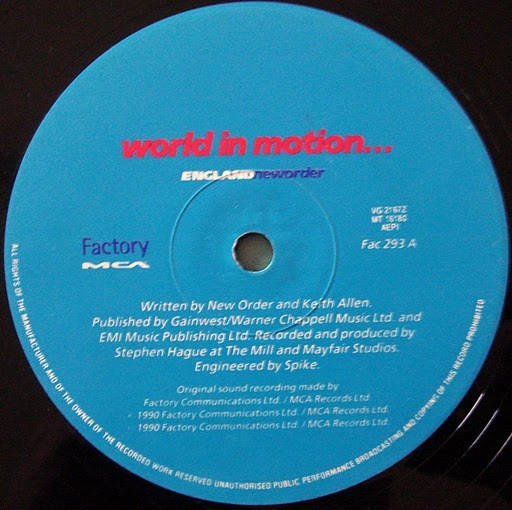 world in motion...
ENGLANDneworder
VG 21672
MT 16185
AEPI
Fac 293 A
Factory
MCA
Written by New Order and Keith Allen.
Published by Gainwest/Warner Chappell Music Ltd. and
EMI Music Publishing Ltd. Recorded and produced by
Stephen Hague at The Mill and Mayfair Studios.
Engineered by Spike.
Original sound recording made by
Factory Communications Ltd. / MCA Records Ltd.
1990 Factory Communications Ltd. / MCA Records Ltd.
1990 Factory Communications Ltd. / MCA Records Ltd.
ALL RIGHTS OF THE MANUFACTURER AND OF THE OWNER OF THE RECORDED WORK RESERVED UNAUTHORISED PUBLIC PERFORMANCE BROADCASTING AND COPYING OF THIS RECORD PROHIBITED